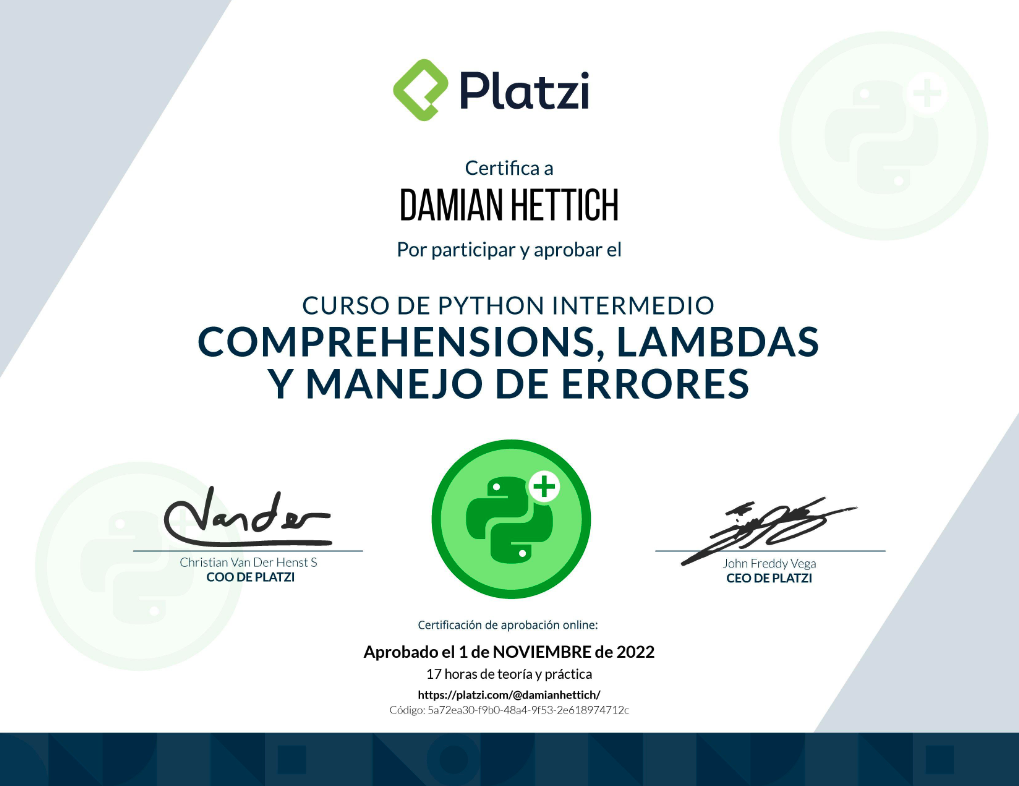 Platzi
Certifica a
DAMIAN HETTICH
Por participar y aprobar el
CURSO DE PYTHON INTERMEDIO
COMPREHENSIONS, LAMBDAS
Y MANEJO DE ERRORES
Vander
Christian Van Der Henst S
COO DE PLATZI
John Freddy Vega
CEO DE PLATZI
Certificación de aprobación online:
Aprobado el 1 de NOVIEMBRE de 2022
17 horas de teoría y práctica
https://platzi.com/@damianhettich/
Código: 5a72ea30-f9b0-48a4-9f53-2e618974712c